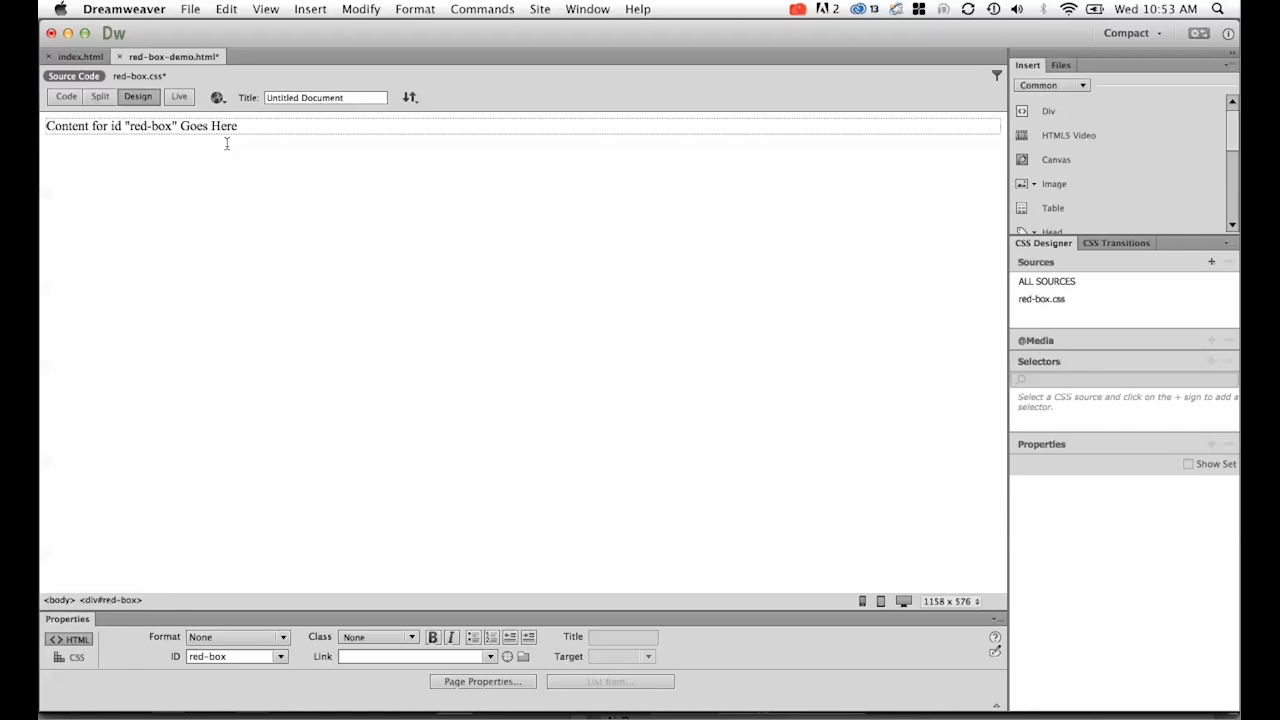 Dreamweaver File Edit View Insert Modify Format Commands Site Window Help 2 13 Wed 10:53 AM
Dw Compact
index.html red-box-demo.html*
Source Code red-box.css*
Code Split Design Live Title: Untitled Document
Content for id "red-box" Goes Here
Insert Files
Common
Div
HTML5 Video
Canvas
Image
Table
Head
CSS Designer CSS Transitions
Sources
ALL SOURCES
red-box.css
@Media
Selectors
Select a CSS source and click on the + sign to add a
selector.
Properties
Show Set
<body> <div#red-box> 1158 x 576
Properties
<> HTML Format None Class None B I Title
CSS ID red-box Link Target
Page Properties... List Item...